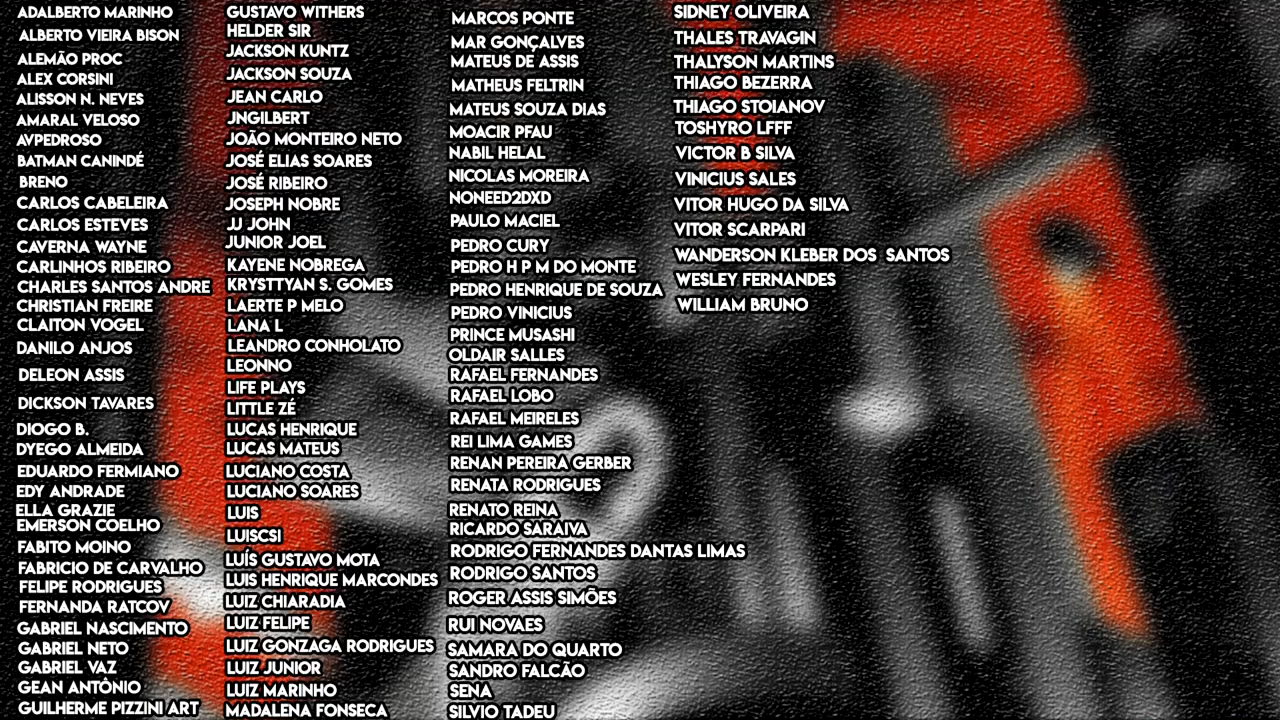 ADALBERTO MARINHO
ALBERTO VIEIRA BISON
ALEMÃO PROC
ALEX CORSINI
ALISSON N. NEVES
AMARAL VELOSO
AVPEDROSO
BATMAN CANINDÉ
BRENO
CARLOS CABELEIRA
CARLOS ESTEVES
CAVERNA WAYNE
CARLINHOS RIBEIRO
CHARLES SANTOS ANDRE
CHRISTIAN FREIRE
CLAITON VOGEL
DANILO ANJOS
DELEON ASSIS
DICKSON TAVARES
DIOGO B.
DYEGO ALMEIDA
EDUARDO FERMIANO
EDY ANDRADE
ELLA GRAZIE
EMERSON COELHO
FABITO MOINO
FABRICIO DE CARVALHO
FELIPE RODRIGUES
FERNANDA RATCOV
GABRIEL NASCIMENTO
GABRIEL NETO
GABRIEL VAZ
GEAN ANTÔNIO
GUILHERME PIZZINI ART
GUSTAVO WITHERS
HELDER SIR
JACKSON KUNTZ
JACKSON SOUZA
JEAN CARLO
JNGILBERT
JOÃO MONTEIRO NETO
JOSÉ ELIAS SOARES
JOSÉ RIBEIRO
JOSEPH NOBRE
JJ JOHN
JUNIOR JOEL
KAYENE NOBREGA
KRYSTTYAN S. GOMES
LAERTE P MELO
LANA L
LEANDRO CONHOLATO
LEONNO
LIFE PLAYS
LITTLE ZÉ
LUCAS HENRIQUE
LUCAS MATEUS
LUCIANO COSTA
LUCIANO SOARES
LUIS
LUISCSI
LUÍS GUSTAVO MOTA
LUIS HENRIQUE MARCONDES
LUIZ CHIARADIA
LUIZ FELIPE
LUIZ GONZAGA RODRIGUES
LUIZ JUNIOR
LUIZ MARINHO
MADALENA FONSECA
MARCOS PONTE
MAR GONÇALVES
MATEUS DE ASSIS
MATHEUS FELTRIN
MATEUS SOUZA DIAS
MOACIR PFAU
NABIL HELAL
NICOLAS MOREIRA
NONEED2DXD
PAULO MACIEL
PEDRO CURY
PEDRO H P M DO MONTE
PEDRO HENRIQUE DE SOUZA
PEDRO VINICIUS
PRINCE MUSASHI
OLDAIR SALLES
RAFAEL FERNANDES
RAFAEL LOBO
RAFAEL MEIRELES
REI LIMA GAMES
RENAN PEREIRA GERBER
RENATA RODRIGUES
RENATO REINA
RICARDO SARAIVA
RODRIGO FERNANDES DANTAS LIMAS
RODRIGO SANTOS
ROGER ASSIS SIMÕES
RUI NOVAES
SAMARA DO QUARTO
SANDRO FALCÃO
SENA
SILVIO TADEU
SIDNEY OLIVEIRA
THALES TRAVAGIN
THALYSON MARTINS
THIAGO BEZERRA
THIAGO STOIANOV
TOSHYRO LFFF
VICTOR B SILVA
VINICIUS SALES
VITOR HUGO DA SILVA
VITOR SCARPARI
WANDERSON KLEBER DOS  SANTOS
WESLEY FERNANDES
WILLIAM BRUNO